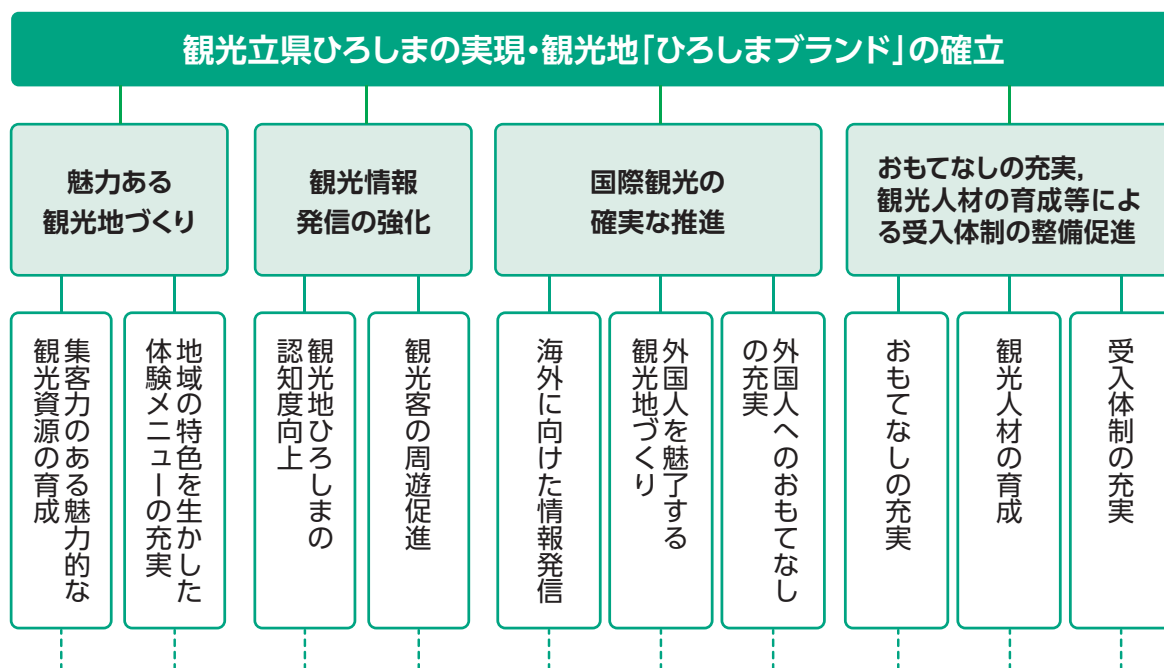 観光立県ひろしまの実現・観光地「ひろしまブランド」の確立
魅力ある
観光地づくり
観光情報
発信の強化
国際観光の
確実な推進
おもてなしの充実,
観光人材の育成等によ
る受入体制の整備促進
集客力のある魅力的な
観光資源の育成
地域の特色を生かした
体験メニューの充実
観光地ひろしまの
認知度向上
観光客の周遊促進
海外に向けた情報発信
外国人を魅了する
観光地づくり
外国人へのおもてなし
の充実
おもてなしの充実
観光人材の育成
受入体制の充実